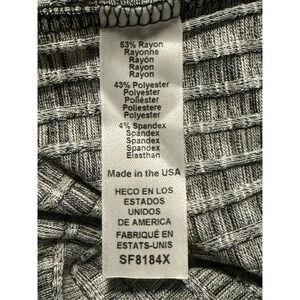 53% Rayon
Rayonne
Rayón
Rayon
Rayon
43% Polyester
Polyester
Poliéster
Poliestere
Polyester
4% Spandex
Spandex
Spandex
Spandex
Elasthan
Made in the USA
HECO EN LOS
ESTADOS
UNIDOS
DE AMERICA
FABRIQUÉ EN
ESTATS-UNIS
SF8184X